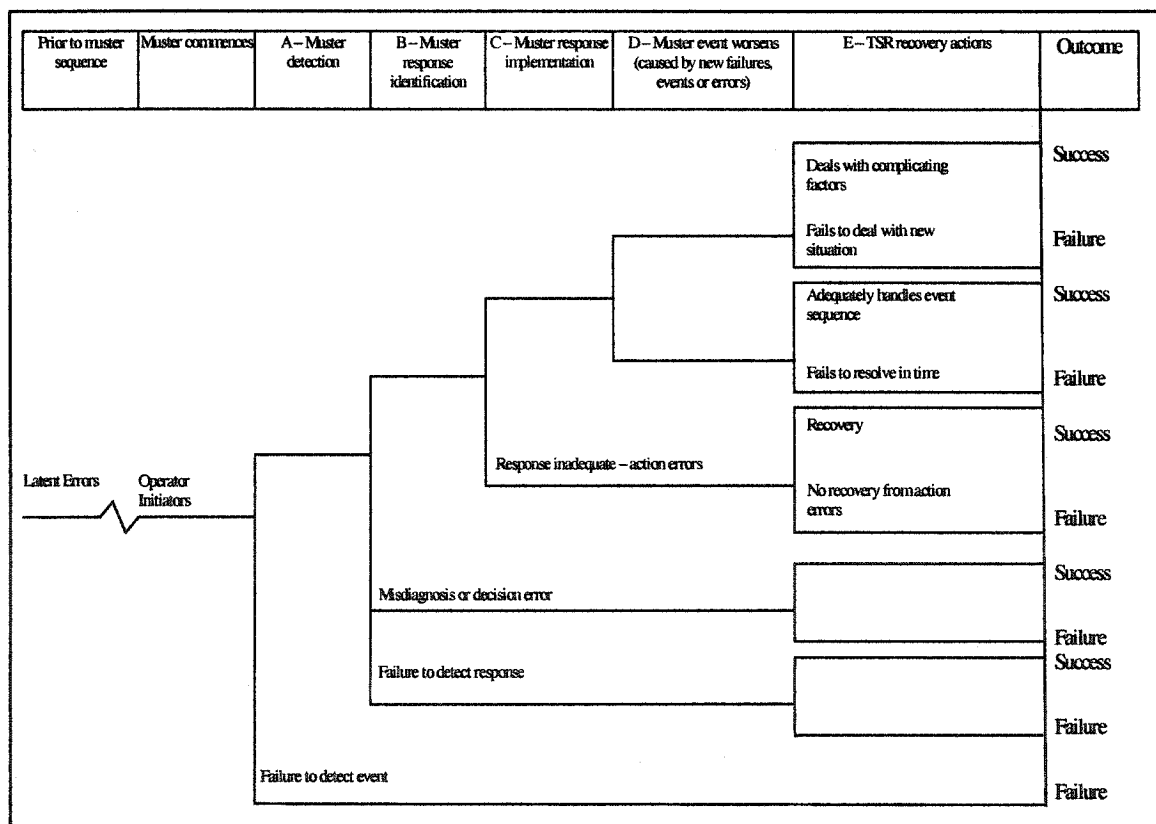 Prior to muster
sequence
Muster commences
A – Muster
detection
B – Muster
response
identification
C – Muster response
implementation
D – Muster event worsens
(caused by new failures,
events or errors)
E – TSR recovery actions
Outcome
Success
Deals with complicating
factors
Fails to deal with new
situation
Failure
Adequately handles event
sequence
Success
Fails to resolve in time
Failure
Recovery
Success
Response inadequate – action errors
Latent Errors
Operator
Initiators
No recovery from action
errors
Failure
Success
Misdiagnosis or decision error
Failure
Success
Failure to detect response
Failure
Failure to detect event
Failure